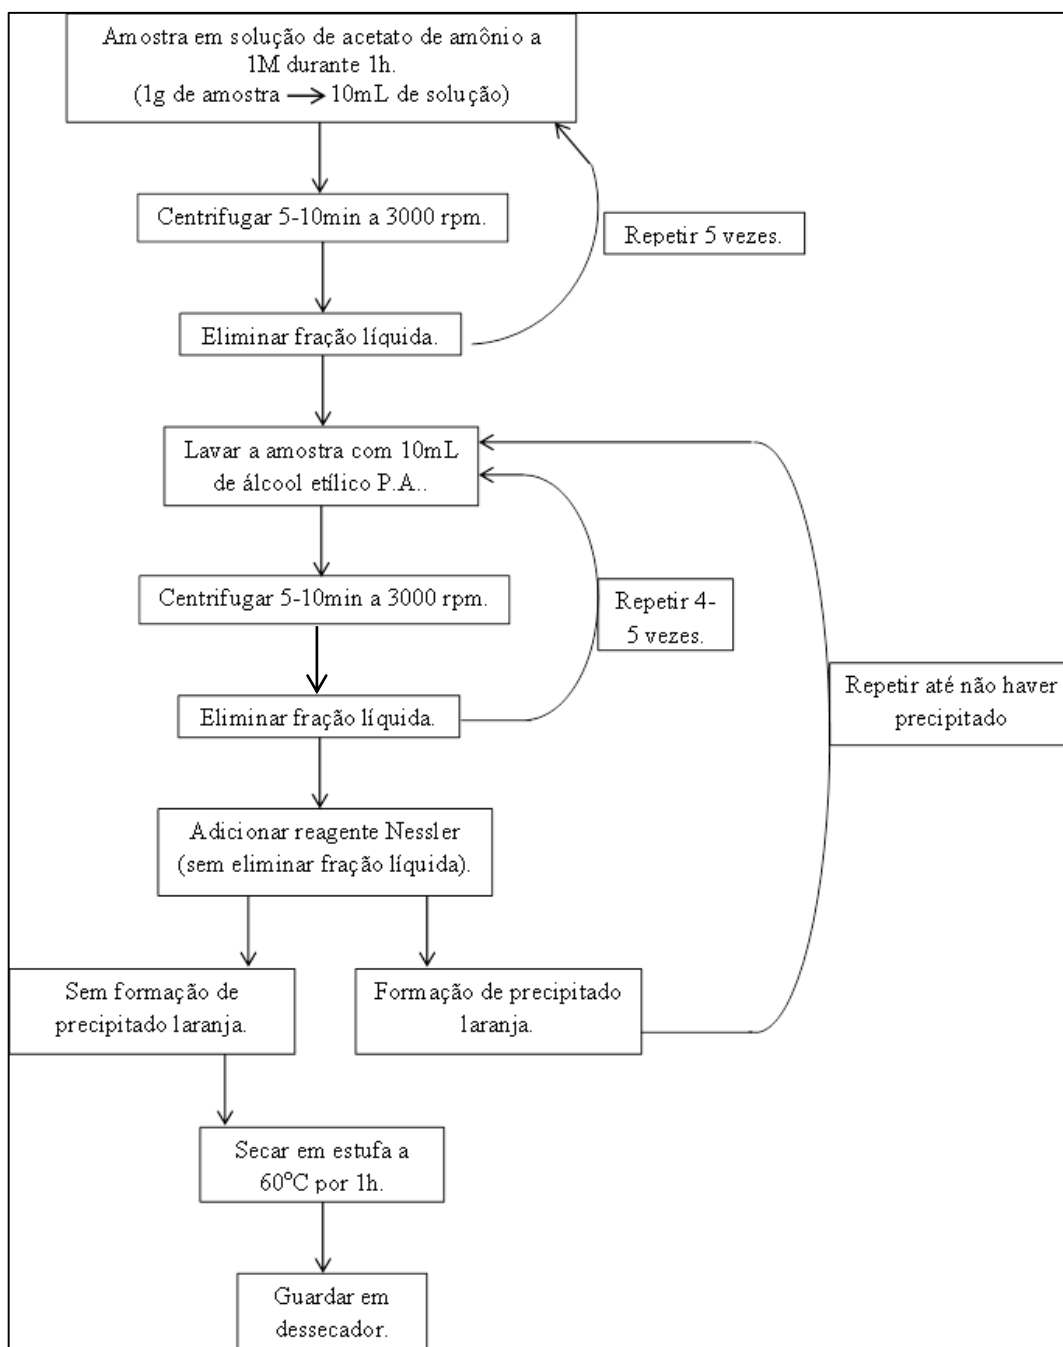 Amostra em solução de acetato de amônio a
1M durante 1h.
(1g de amostra → 10mL de solução)
Centrifugar 5-10min a 3000 rpm.
Repetir 5 vezes.
Eliminar fração líquida.
Lavar a amostra com 10mL
de álcool etílico P.A..
Centrifugar 5-10min a 3000 rpm.
Repetir 4-
5 vezes.
Eliminar fração líquida.
Repetir até não haver
precipitado
Adicionar reagente Nessler
(sem eliminar fração líquida).
Sem formação de
precipitado laranja.
Formação de precipitado
laranja.
Secar em estufa a
60°C por 1h.
Guardar em
dessecador.